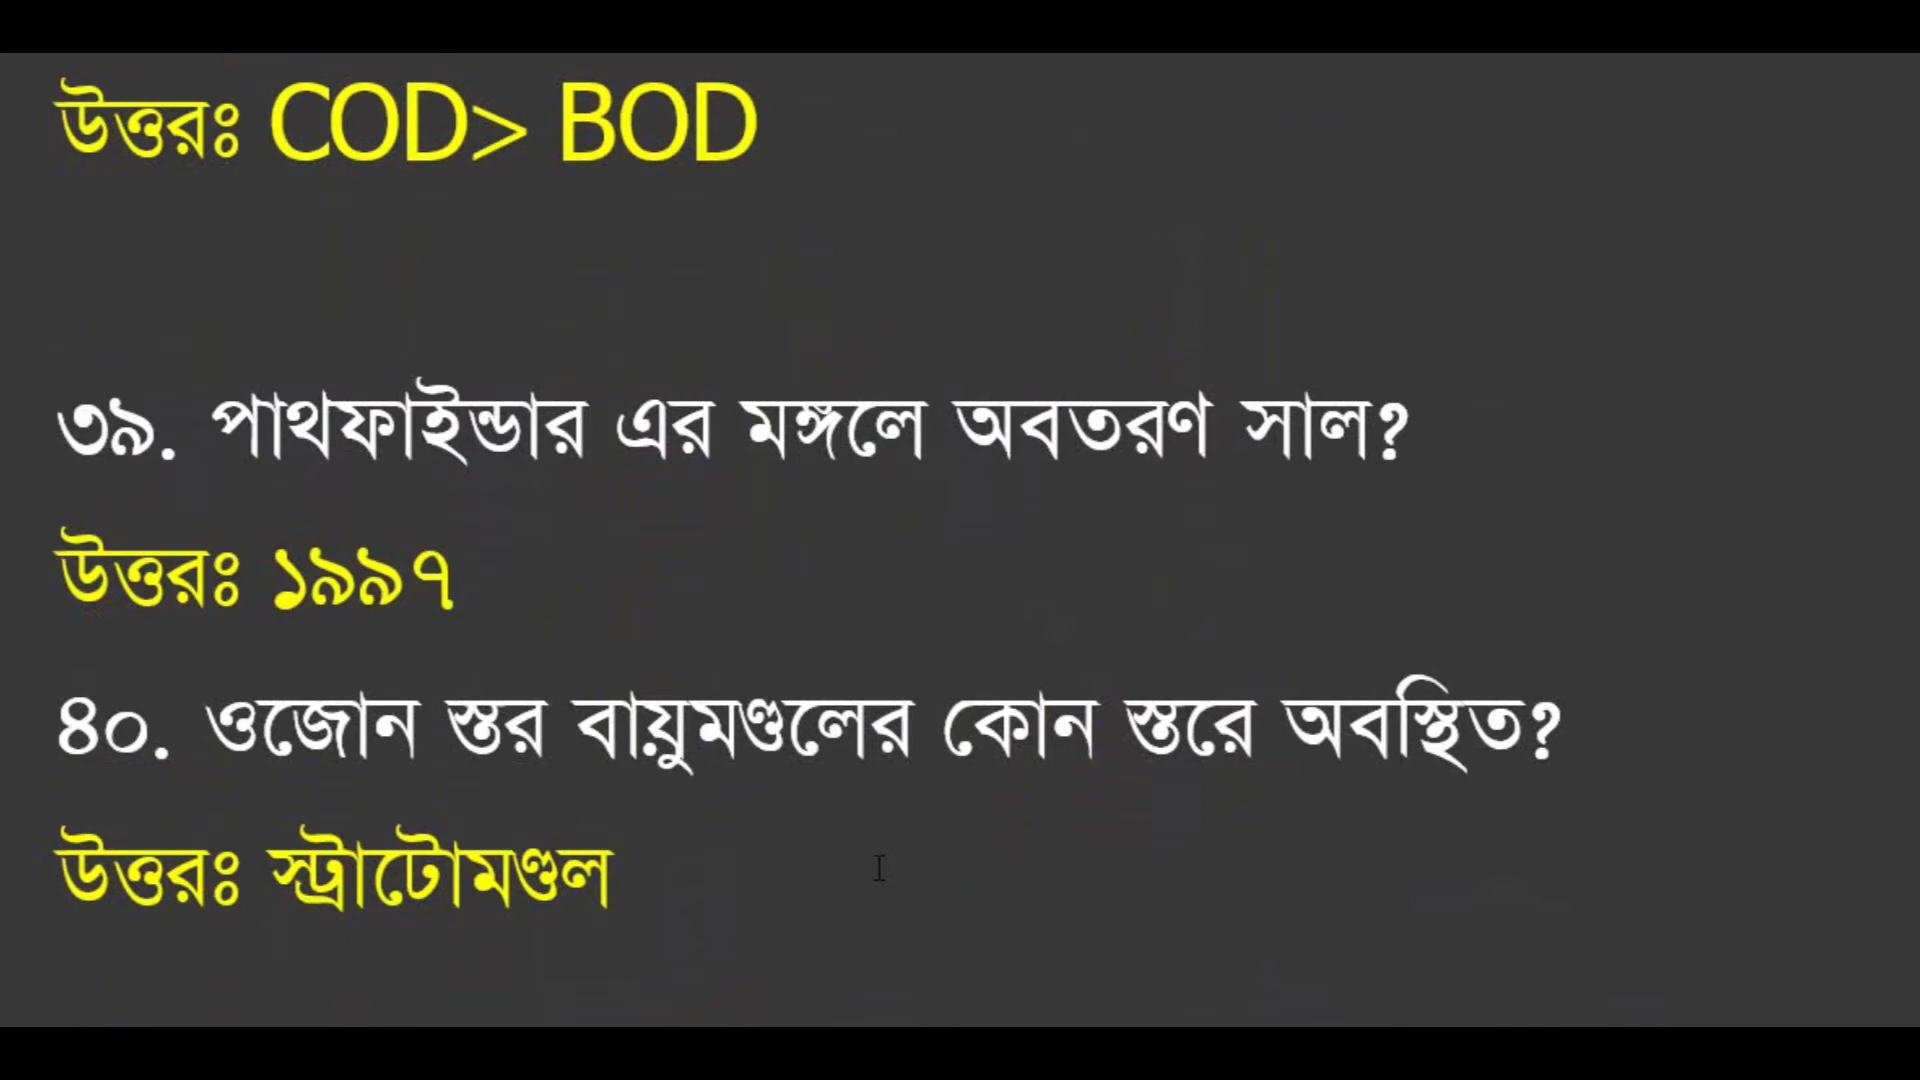 উত্তরঃ COD> BOD
৩৯. পাথফাইন্ডার এর মঙ্গলে অবতরণ সাল?
উত্তরঃ ১৯৯৭
৪০. ওজোন স্তর বায়ুমণ্ডলের কোন স্তরে অবস্থিত?
উত্তরঃ স্ট্রাটোমণ্ডল